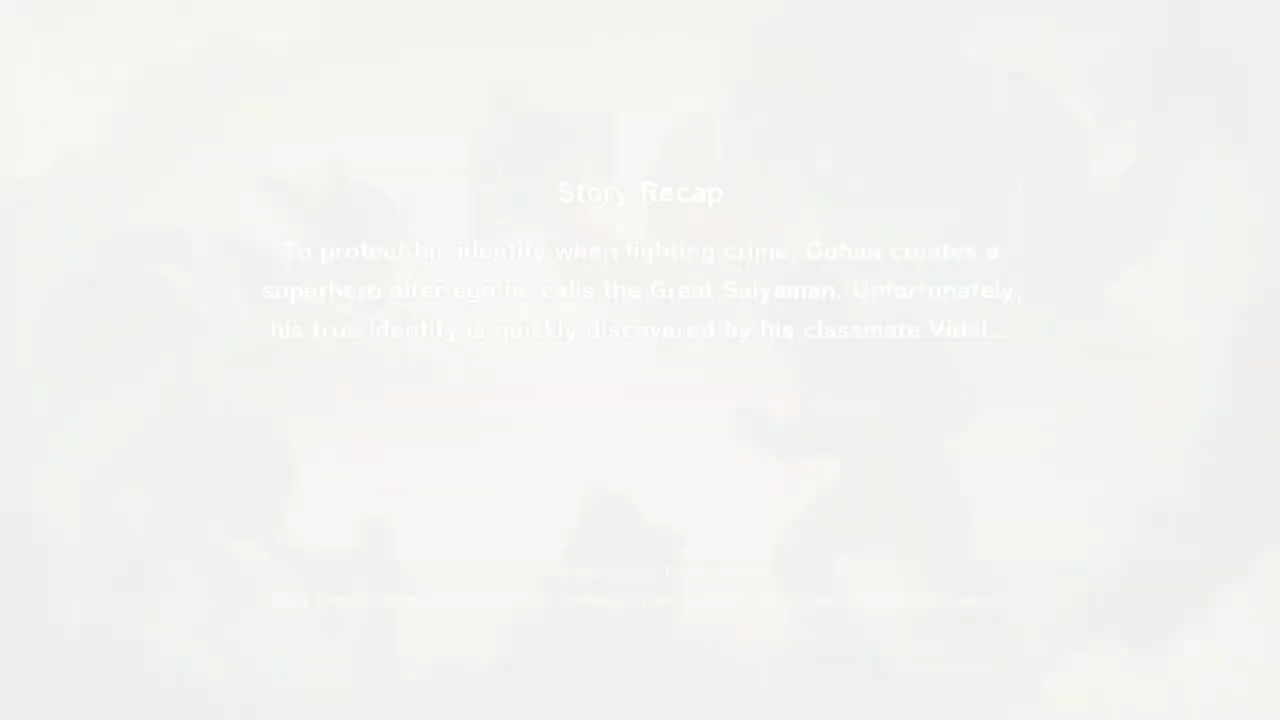 Story Recap
To protect his identity when fighting crime, Gohan creates a
superhero alter ego he calls the Great Saiyaman. Unfortunately,
his true identity is quickly discovered by his classmate Videl...